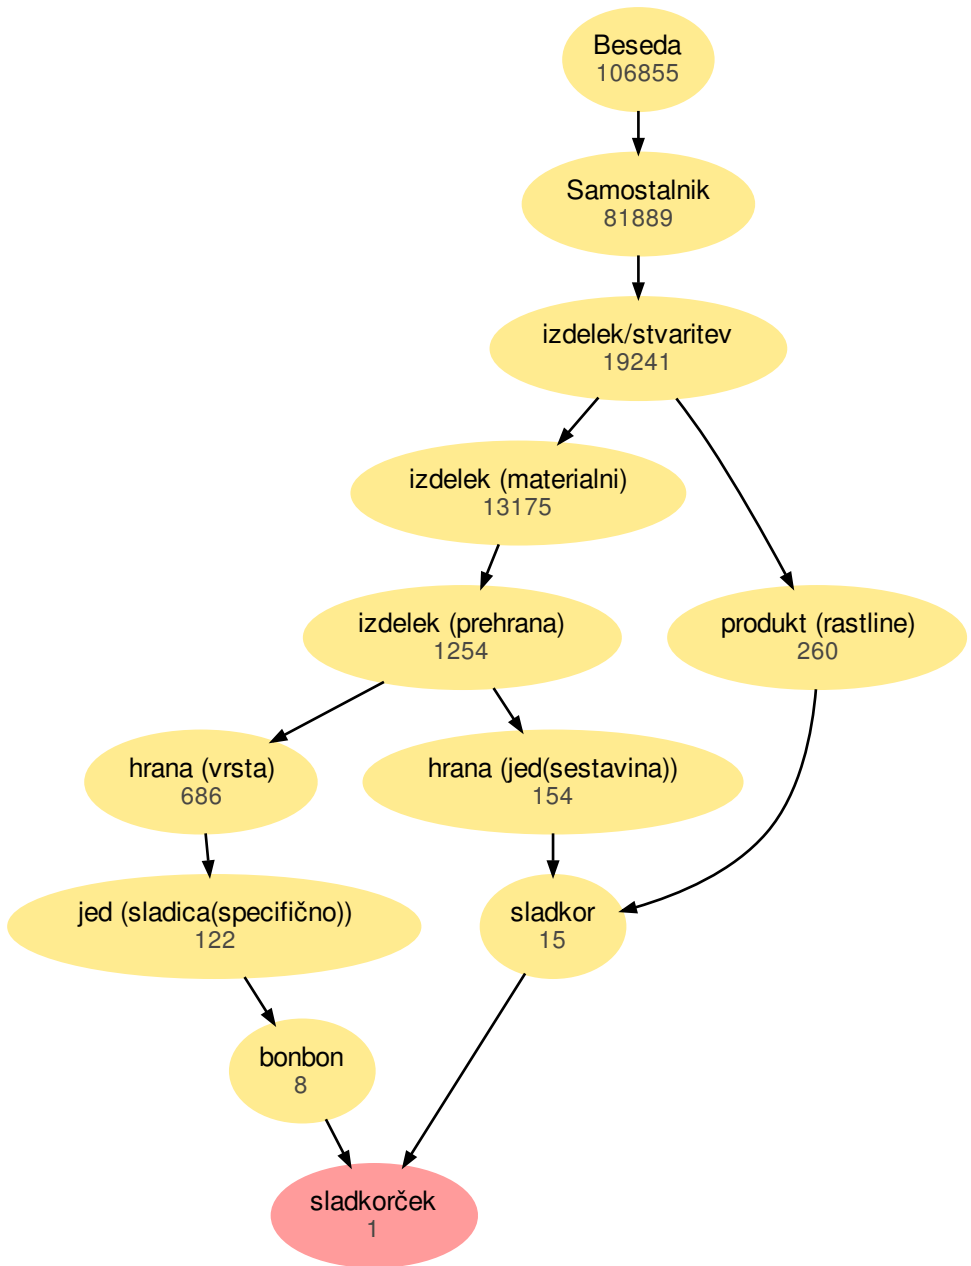 Beseda
106855
Samostalnik
81889
izdelek/stvaritev
19241
izdelek (materialni)
13175
izdelek (prehrana)
1254
produkt (rastline)
260
hrana (vrsta)
686
hrana (jed(sestavina))
154
jed (sladica(specifično))
122
sladkor
15
bonbon
8
sladkorček
1